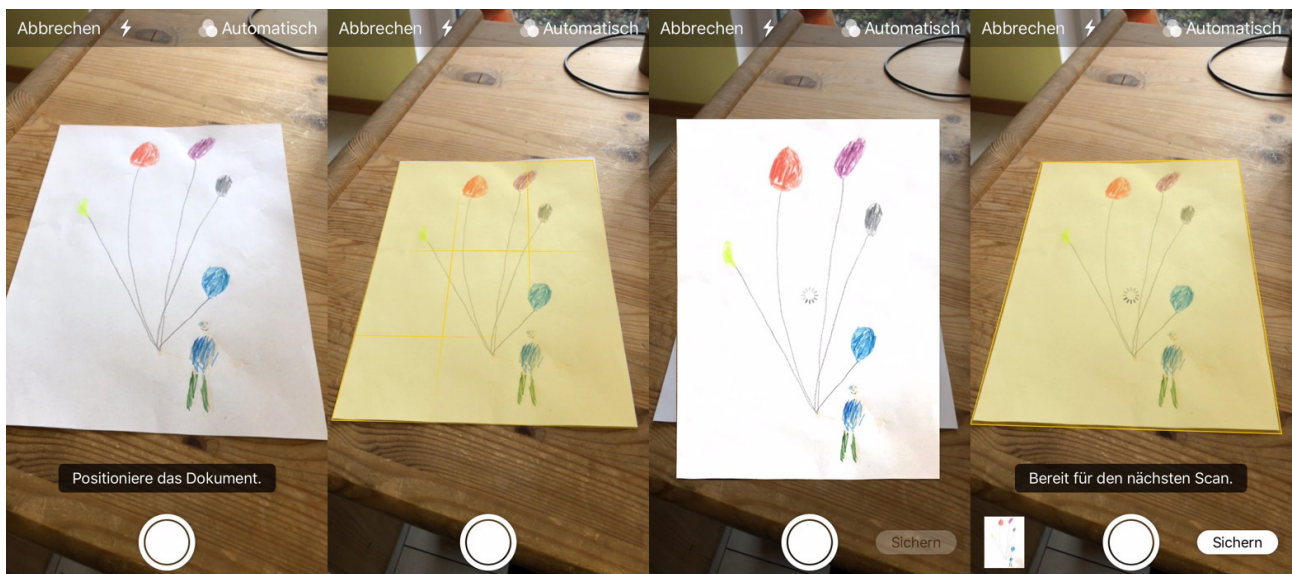 Abbrechen Automatisch
Positioniere das Dokument.
Abbrechen Automatisch
Abbrechen Automatisch
Sichern
Abbrechen Automatisch
Bereit für den nächsten Scan.
Sichern